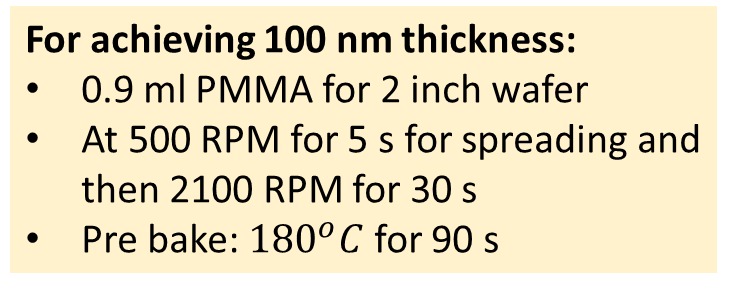 For achieving 100 nm thickness:
• 0.9 ml PMMA for 2 inch wafer
• At 500 RPM for 5 s for spreading and
then 2100 RPM for 30 s
• Pre bake: 180° C for 90 s